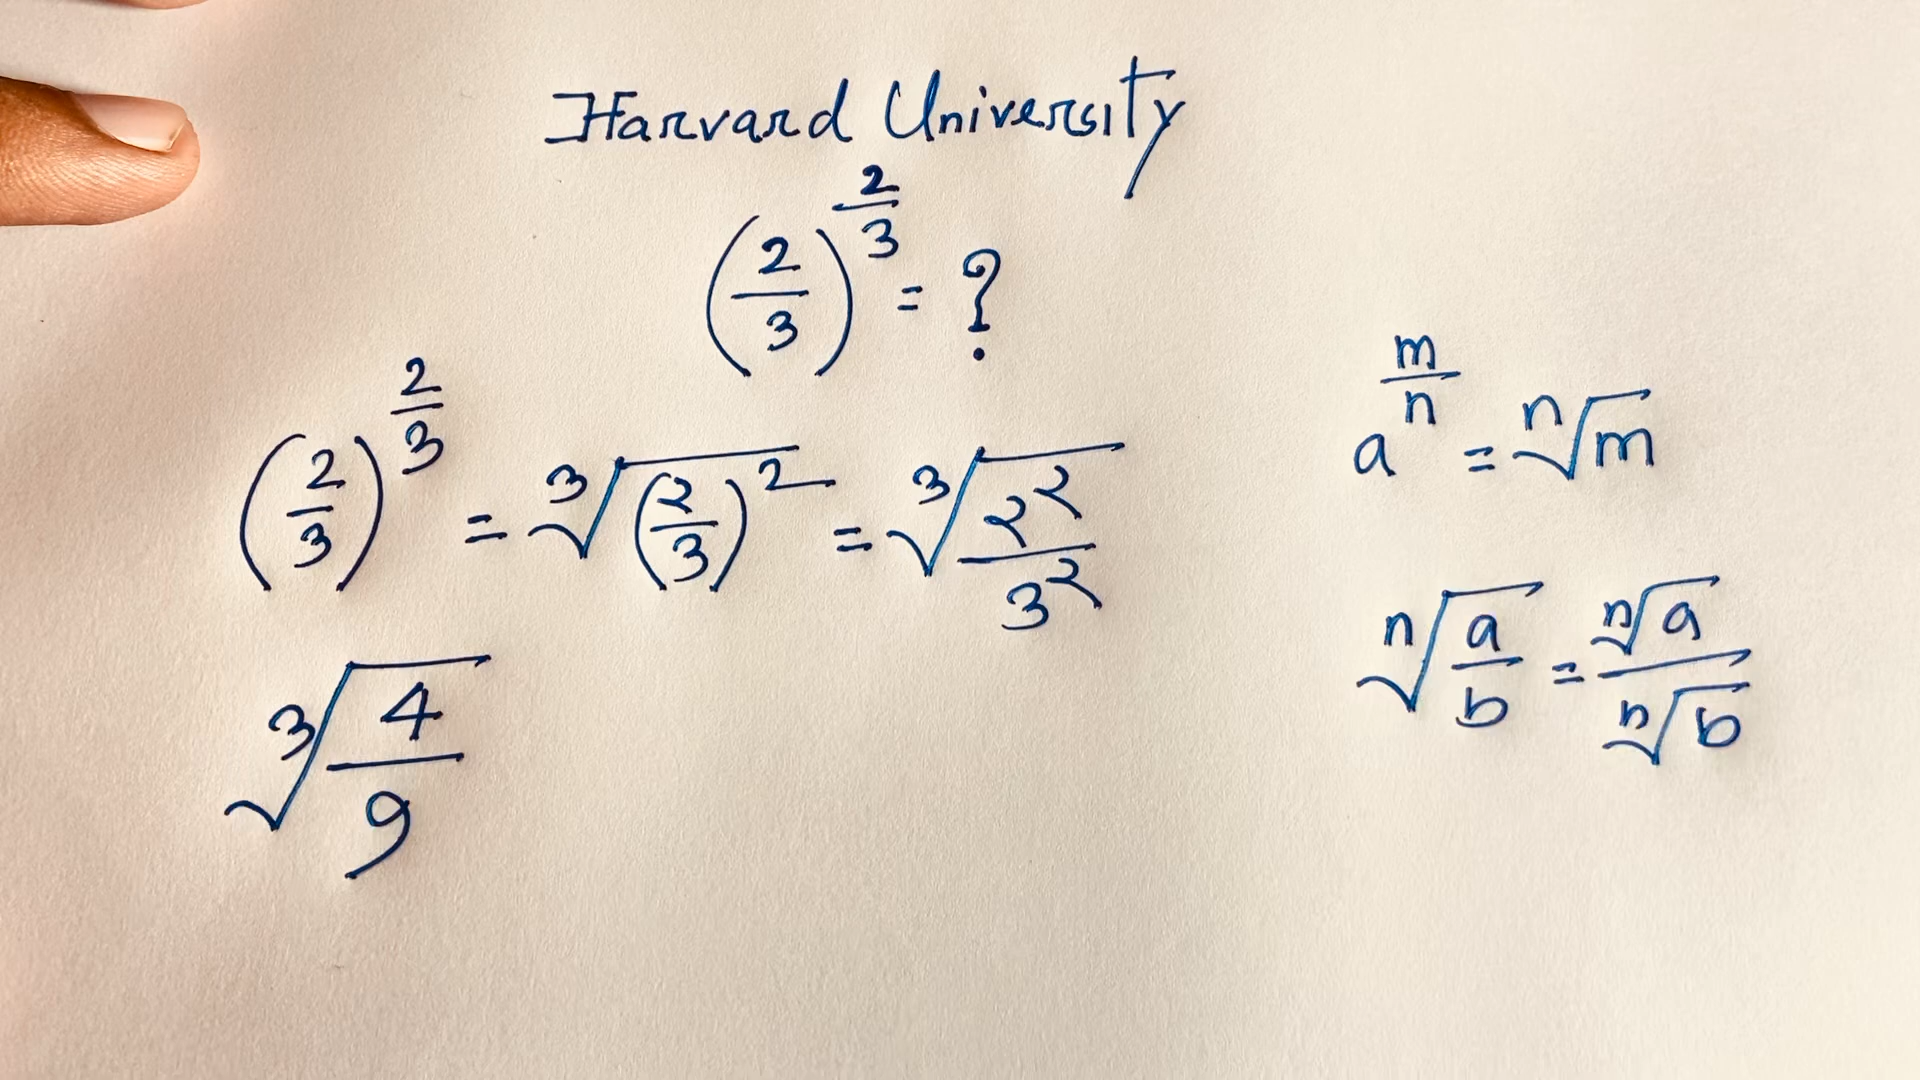 Harvard University
(2/3)^(2/3) = ?
(2/3)^(2/3) = ∛(2/3)² = ∛(2²/3²)
∛(4/9)
a^(m/n) = ⁿ√m
ⁿ√(a/b) = ⁿ√a / ⁿ√b